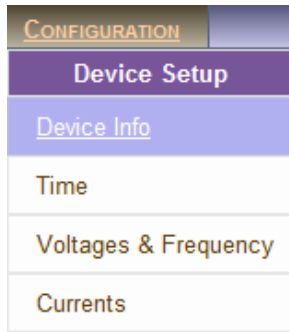 CONFIGURATION
Device Setup
Device Info
Time
Voltages & Frequency
Currents